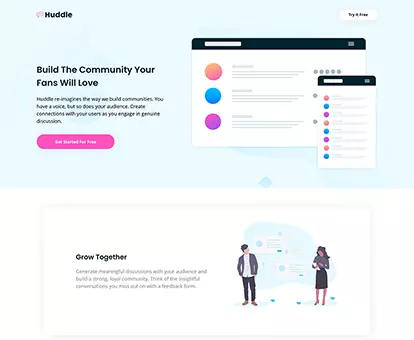 Huddle
Try It Free
Build The Community Your
Fans Will Love
Huddle re-imagines the way we build communities. You
have a voice, but so does your audience. Create
connections with your users as you engage in genuine
discussion.
Get Started For Free
Grow Together
Generate meaningful discussions with your audience and
build a strong, loyal community. Think of the insightful
conversations you miss out on with a feedback form.